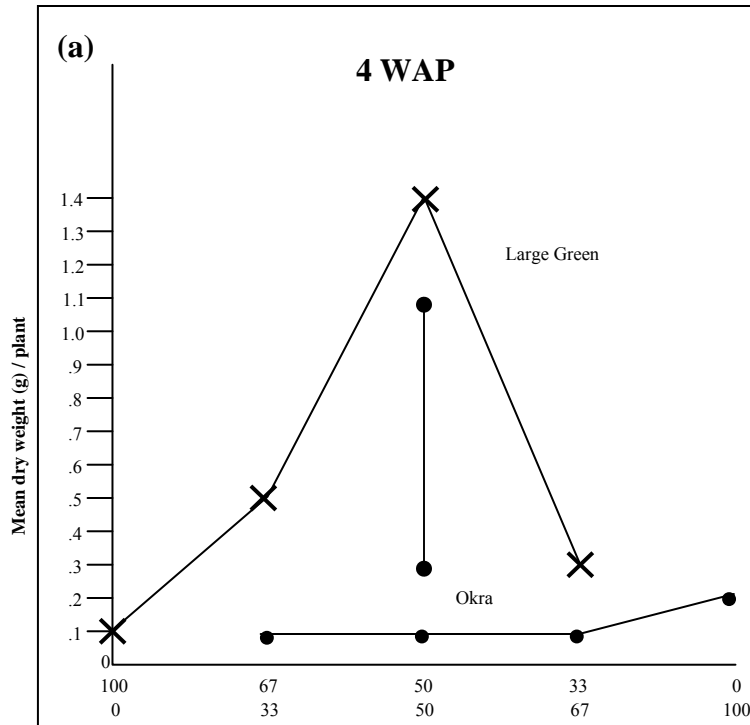 (a)
4 WAP
Mean dry weight (g) / plant
1.4
1.3
1.2
1.1
1.0
.9
.8
.7
.6
.5
.4
.3
.2
.1
0
Large Green
Okra
100 67 50 33 0
0 33 50 67 100